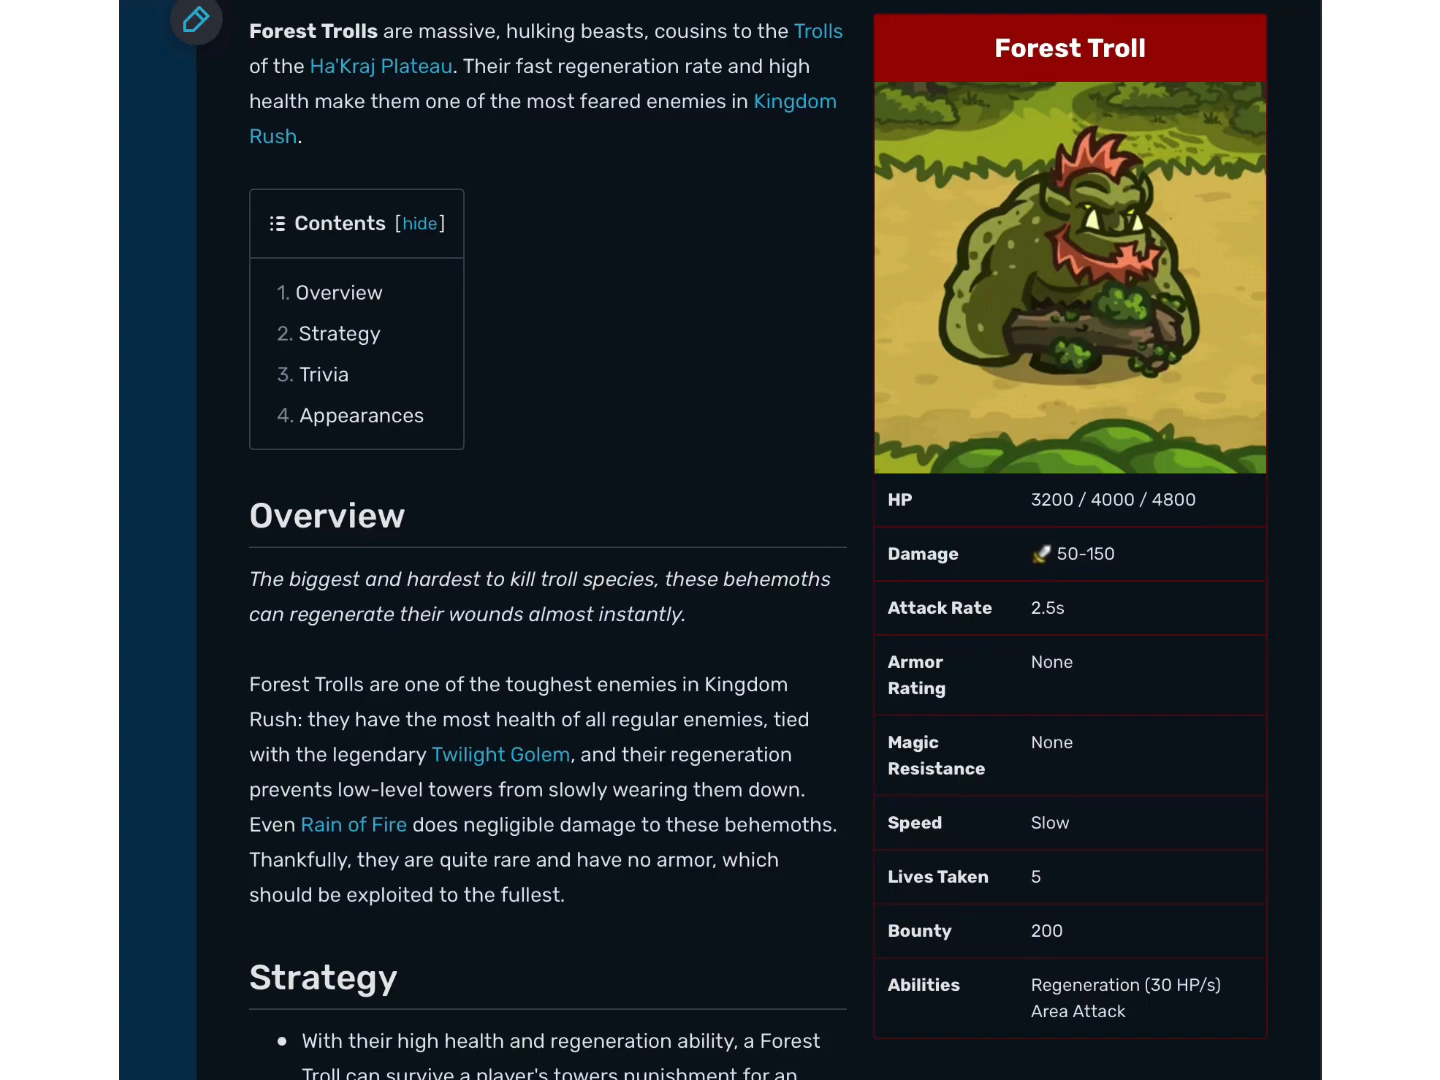 Forest Trolls are massive, hulking beasts, cousins to the Trolls
of the Ha'Kraj Plateau. Their fast regeneration rate and high
health make them one of the most feared enemies in Kingdom
Rush.
Contents [hide]
1. Overview
2. Strategy
3. Trivia
4. Appearances
Overview
The biggest and hardest to kill troll species, these behemoths
can regenerate their wounds almost instantly.
Forest Trolls are one of the toughest enemies in Kingdom
Rush: they have the most health of all regular enemies, tied
with the legendary Twilight Golem, and their regeneration
prevents low-level towers from slowly wearing them down.
Even Rain of Fire does negligible damage to these behemoths.
Thankfully, they are quite rare and have no armor, which
should be exploited to the fullest.
Strategy
• With their high health and regeneration ability, a Forest
Troll can survive a player's towers punishment for an
Forest Troll
HP 3200 / 4000 / 4800
Damage 50-150
Attack Rate 2.5s
Armor Rating None
Magic Resistance None
Speed Slow
Lives Taken 5
Bounty 200
Abilities Regeneration (30 HP/s)
Area Attack